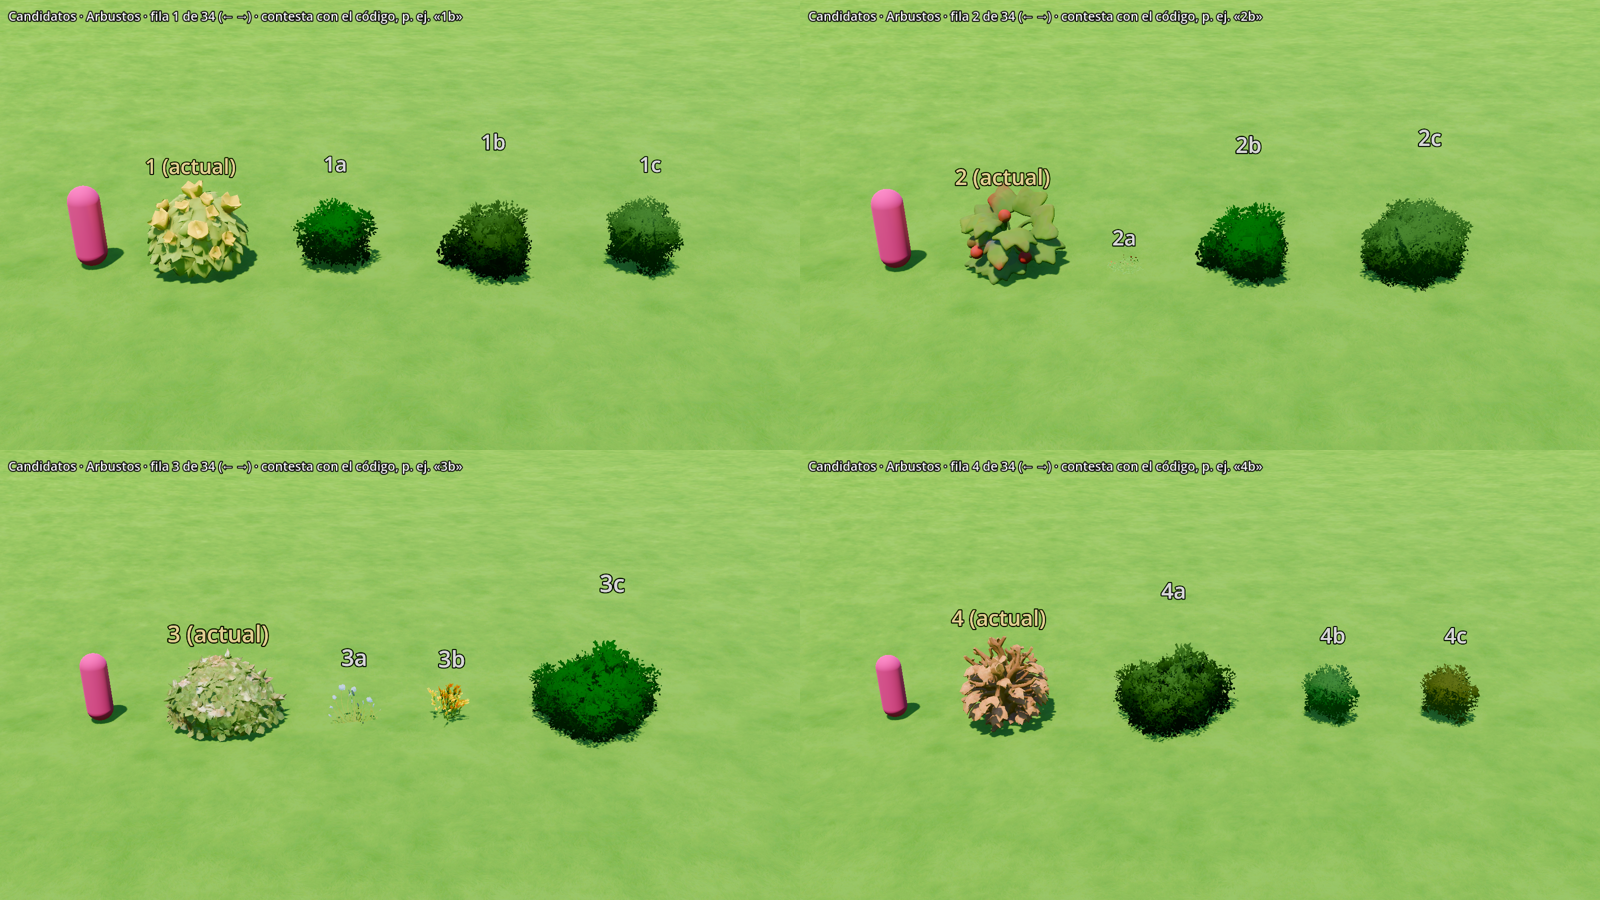 Candidatos · Arbustos · fila 1 de 34 (← →) · contesta con el código, p. ej. «1b»
1 (actual)
1a
1b
1c
Candidatos · Arbustos · fila 2 de 34 (← →) · contesta con el código, p. ej. «2b»
2 (actual)
2a
2b
2c
Candidatos · Arbustos · fila 3 de 34 (← →) · contesta con el código, p. ej. «3b»
3 (actual)
3a
3b
3c
Candidatos · Arbustos · fila 4 de 34 (← →) · contesta con el código, p. ej. «4b»
4 (actual)
4a
4b
4c